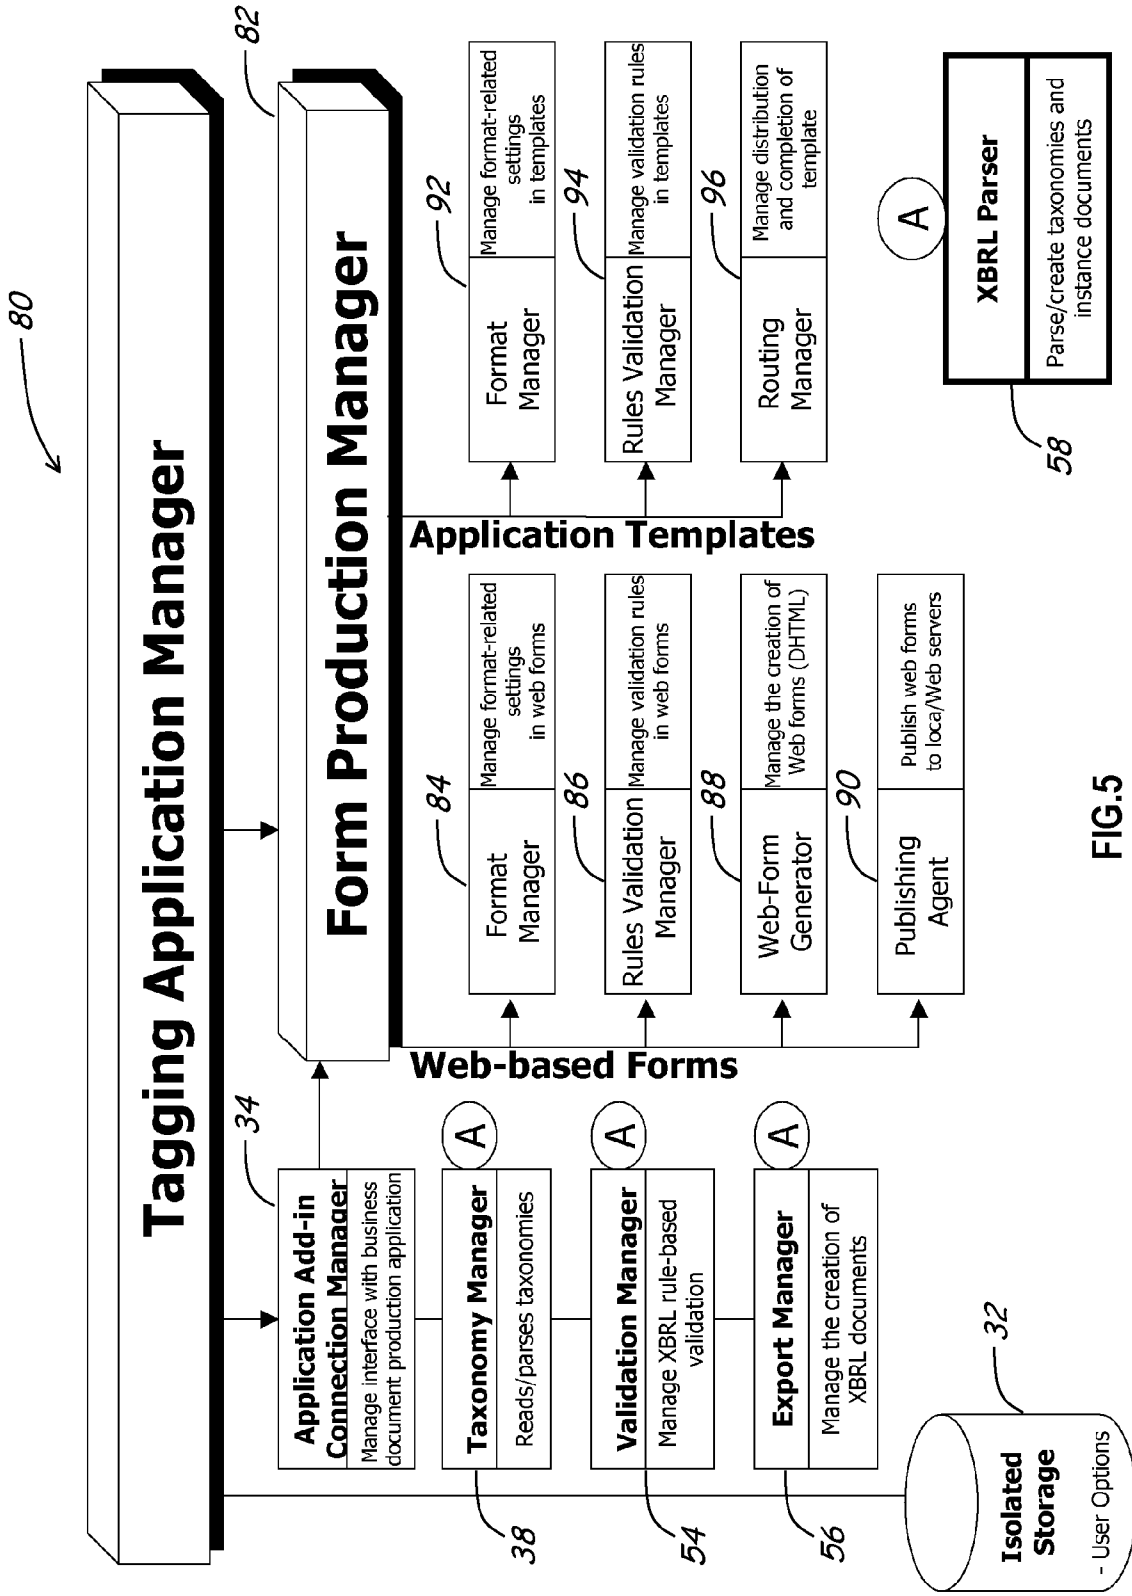 80
Tagging Application Manager
82
Form Production Manager
34
Application Add-in
Connection Manager
Manage interface with business
document production application
38
Taxonomy Manager
Reads/parses taxonomies
A
54
Validation Manager
Manage XBRL rule-based
validation
A
56
Export Manager
Manage the creation of
XBRL documents
A
32
Isolated
Storage
- User Options
Web-based Forms
84
Format
Manager
Manage format-related
settings
in web forms
86
Rules Validation
Manager
Manage validation rules
in web forms
88
Web-Form
Generator
Manage the creation of
Web forms (DHTML)
90
Publishing
Agent
Publish web forms
to loca/Web servers
Application Templates
92
Format
Manager
Manage format-related
settings
in templates
94
Rules Validation
Manager
Manage validation rules
in templates
96
Routing
Manager
Manage distribution
and completion of
template
A
XBRL Parser
Parse/create taxonomies and
instance documents
58
FIG.5